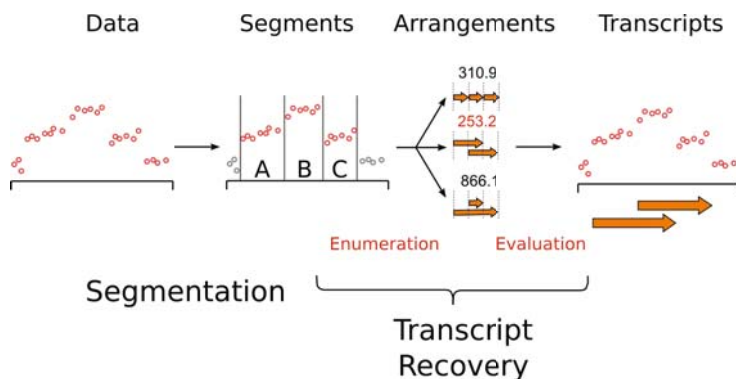 Data
Segments
Arrangements
Transcripts
310.9
253.2
866.1
A B C
Enumeration
Evaluation
Segmentation
Transcript
Recovery